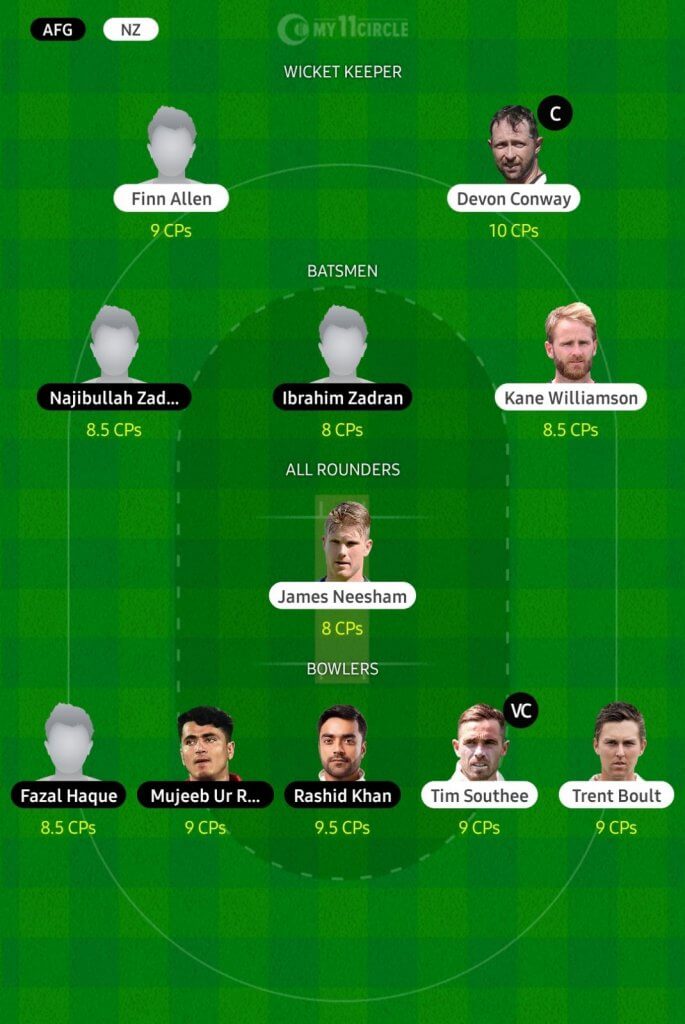 AFG
NZ
MY11CIRCLE
WICKET KEEPER
C
Finn Allen
Devon Conway
9 CPs
10 CPs
BATSMEN
Najibullah Zad...
Ibrahim Zadran
Kane Williamson
8.5 CPs
8 CPs
8.5 CPs
ALL ROUNDERS
James Neesham
8 CPs
BOWLERS
VC
Fazal Haque
Mujeeb Ur R...
Rashid Khan
Tim Southee
Trent Boult
8.5 CPs
9 CPs
9.5 CPs
9 CPs
9 CPs